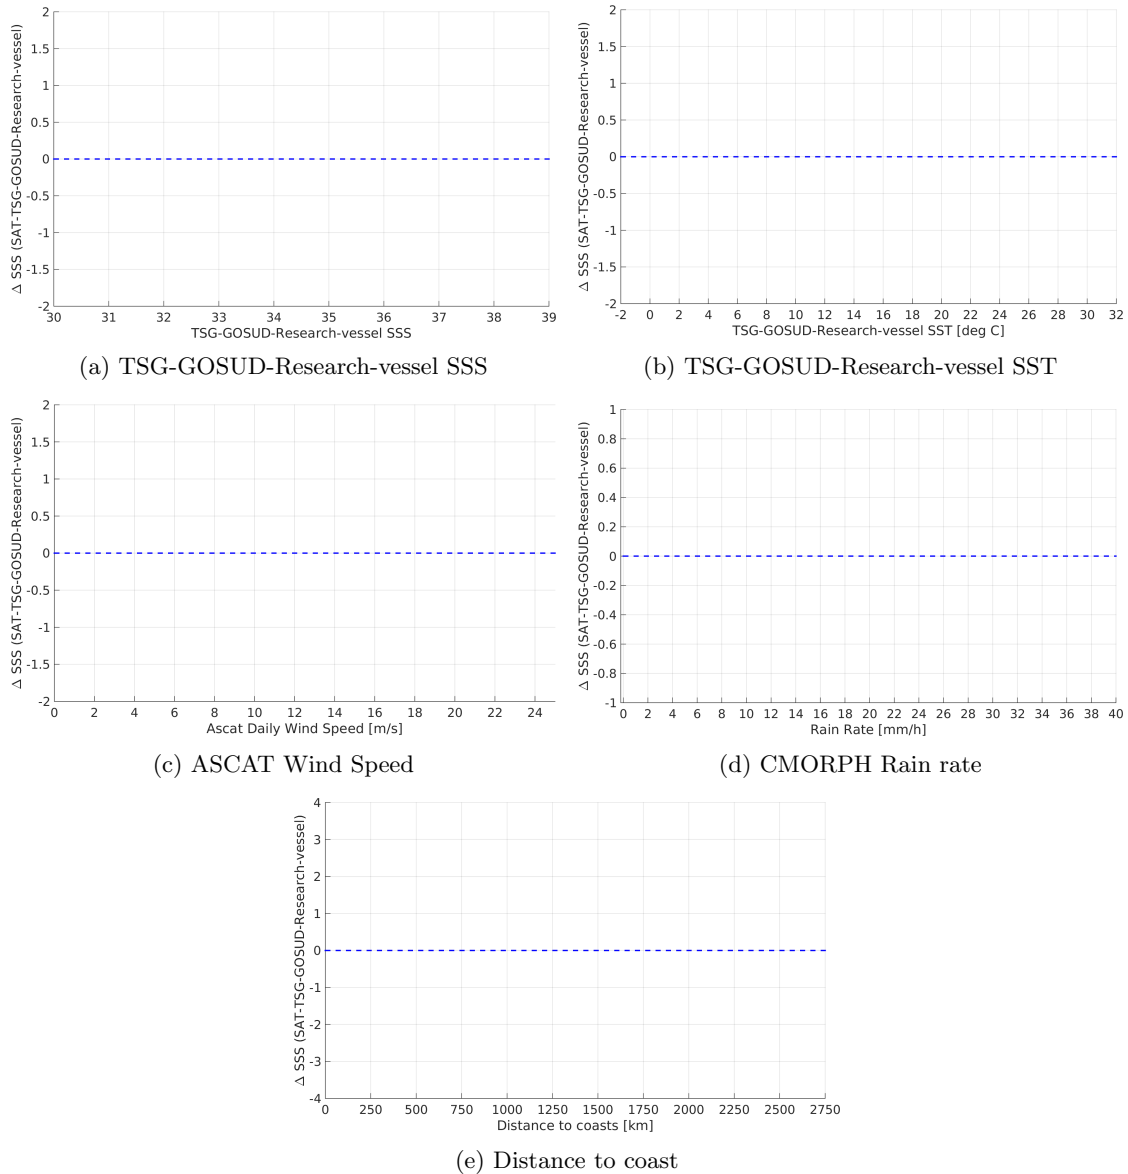 Δ SSS (SAT-TSG-GOSUD-Research-vessel)
2
1.5
1
0.5
0
-0.5
-1
-1.5
-2
30 31 32 33 34 35 36 37 38 39
TSG-GOSUD-Research-vessel SSS
(a) TSG-GOSUD-Research-vessel SSS
Δ SSS (SAT-TSG-GOSUD-Research-vessel)
2
1.5
1
0.5
0
-0.5
-1
-1.5
-2
-2 0 2 4 6 8 10 12 14 16 18 20 22 24 26 28 30 32
TSG-GOSUD-Research-vessel SST [deg C]
(b) TSG-GOSUD-Research-vessel SST
Δ SSS (SAT-TSG-GOSUD-Research-vessel)
2
1.5
1
0.5
0
-0.5
-1
-1.5
-2
0 2 4 6 8 10 12 14 16 18 20 22 24
Ascat Daily Wind Speed [m/s]
(c) ASCAT Wind Speed
Δ SSS (SAT-TSG-GOSUD-Research-vessel)
1
0.8
0.6
0.4
0.2
0
-0.2
-0.4
-0.6
-0.8
-1
0 2 4 6 8 10 12 14 16 18 20 22 24 26 28 30 32 34 36 38 40
Rain Rate [mm/h]
(d) CMORPH Rain rate
Δ SSS (SAT-TSG-GOSUD-Research-vessel)
4
3
2
1
0
-1
-2
-3
-4
0 250 500 750 1000 1250 1500 1750 2000 2250 2500 2750
Distance to coasts [km]
(e) Distance to coast